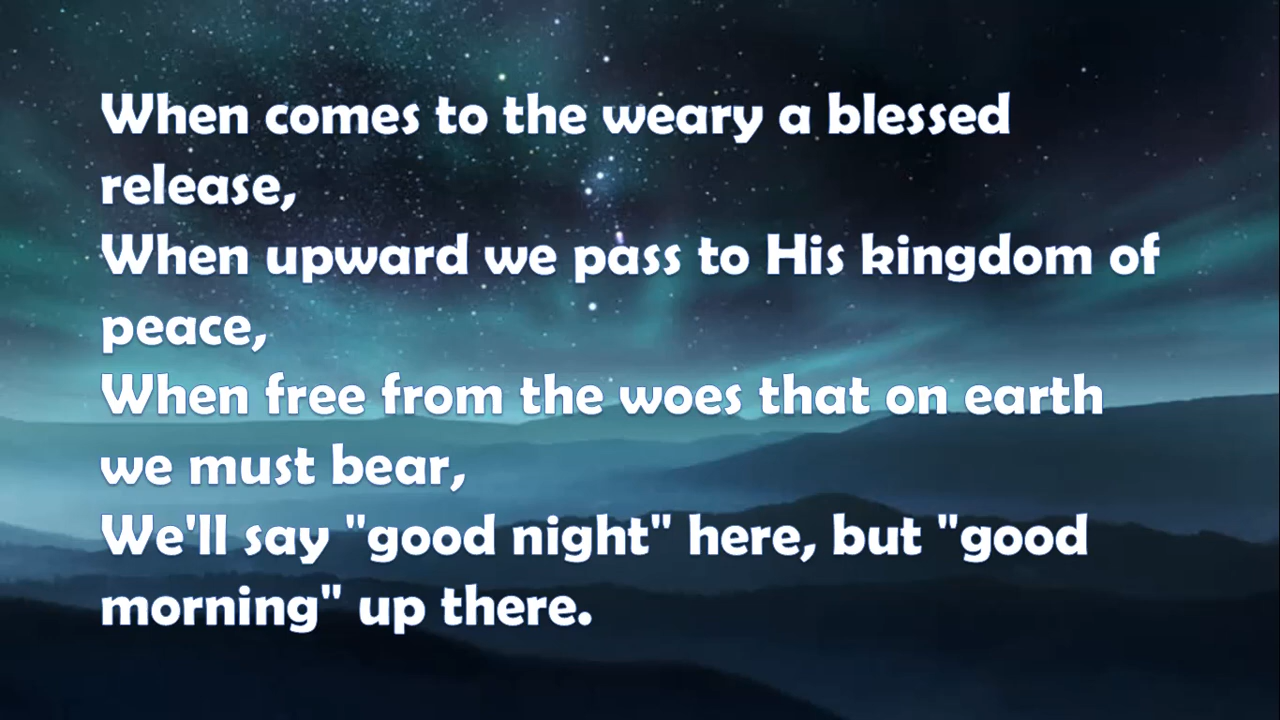 When comes to the weary a blessed
release,
When upward we pass to His kingdom of
peace,
When free from the woes that on earth
we must bear,
We'll say "good night" here, but "good
morning" up there.